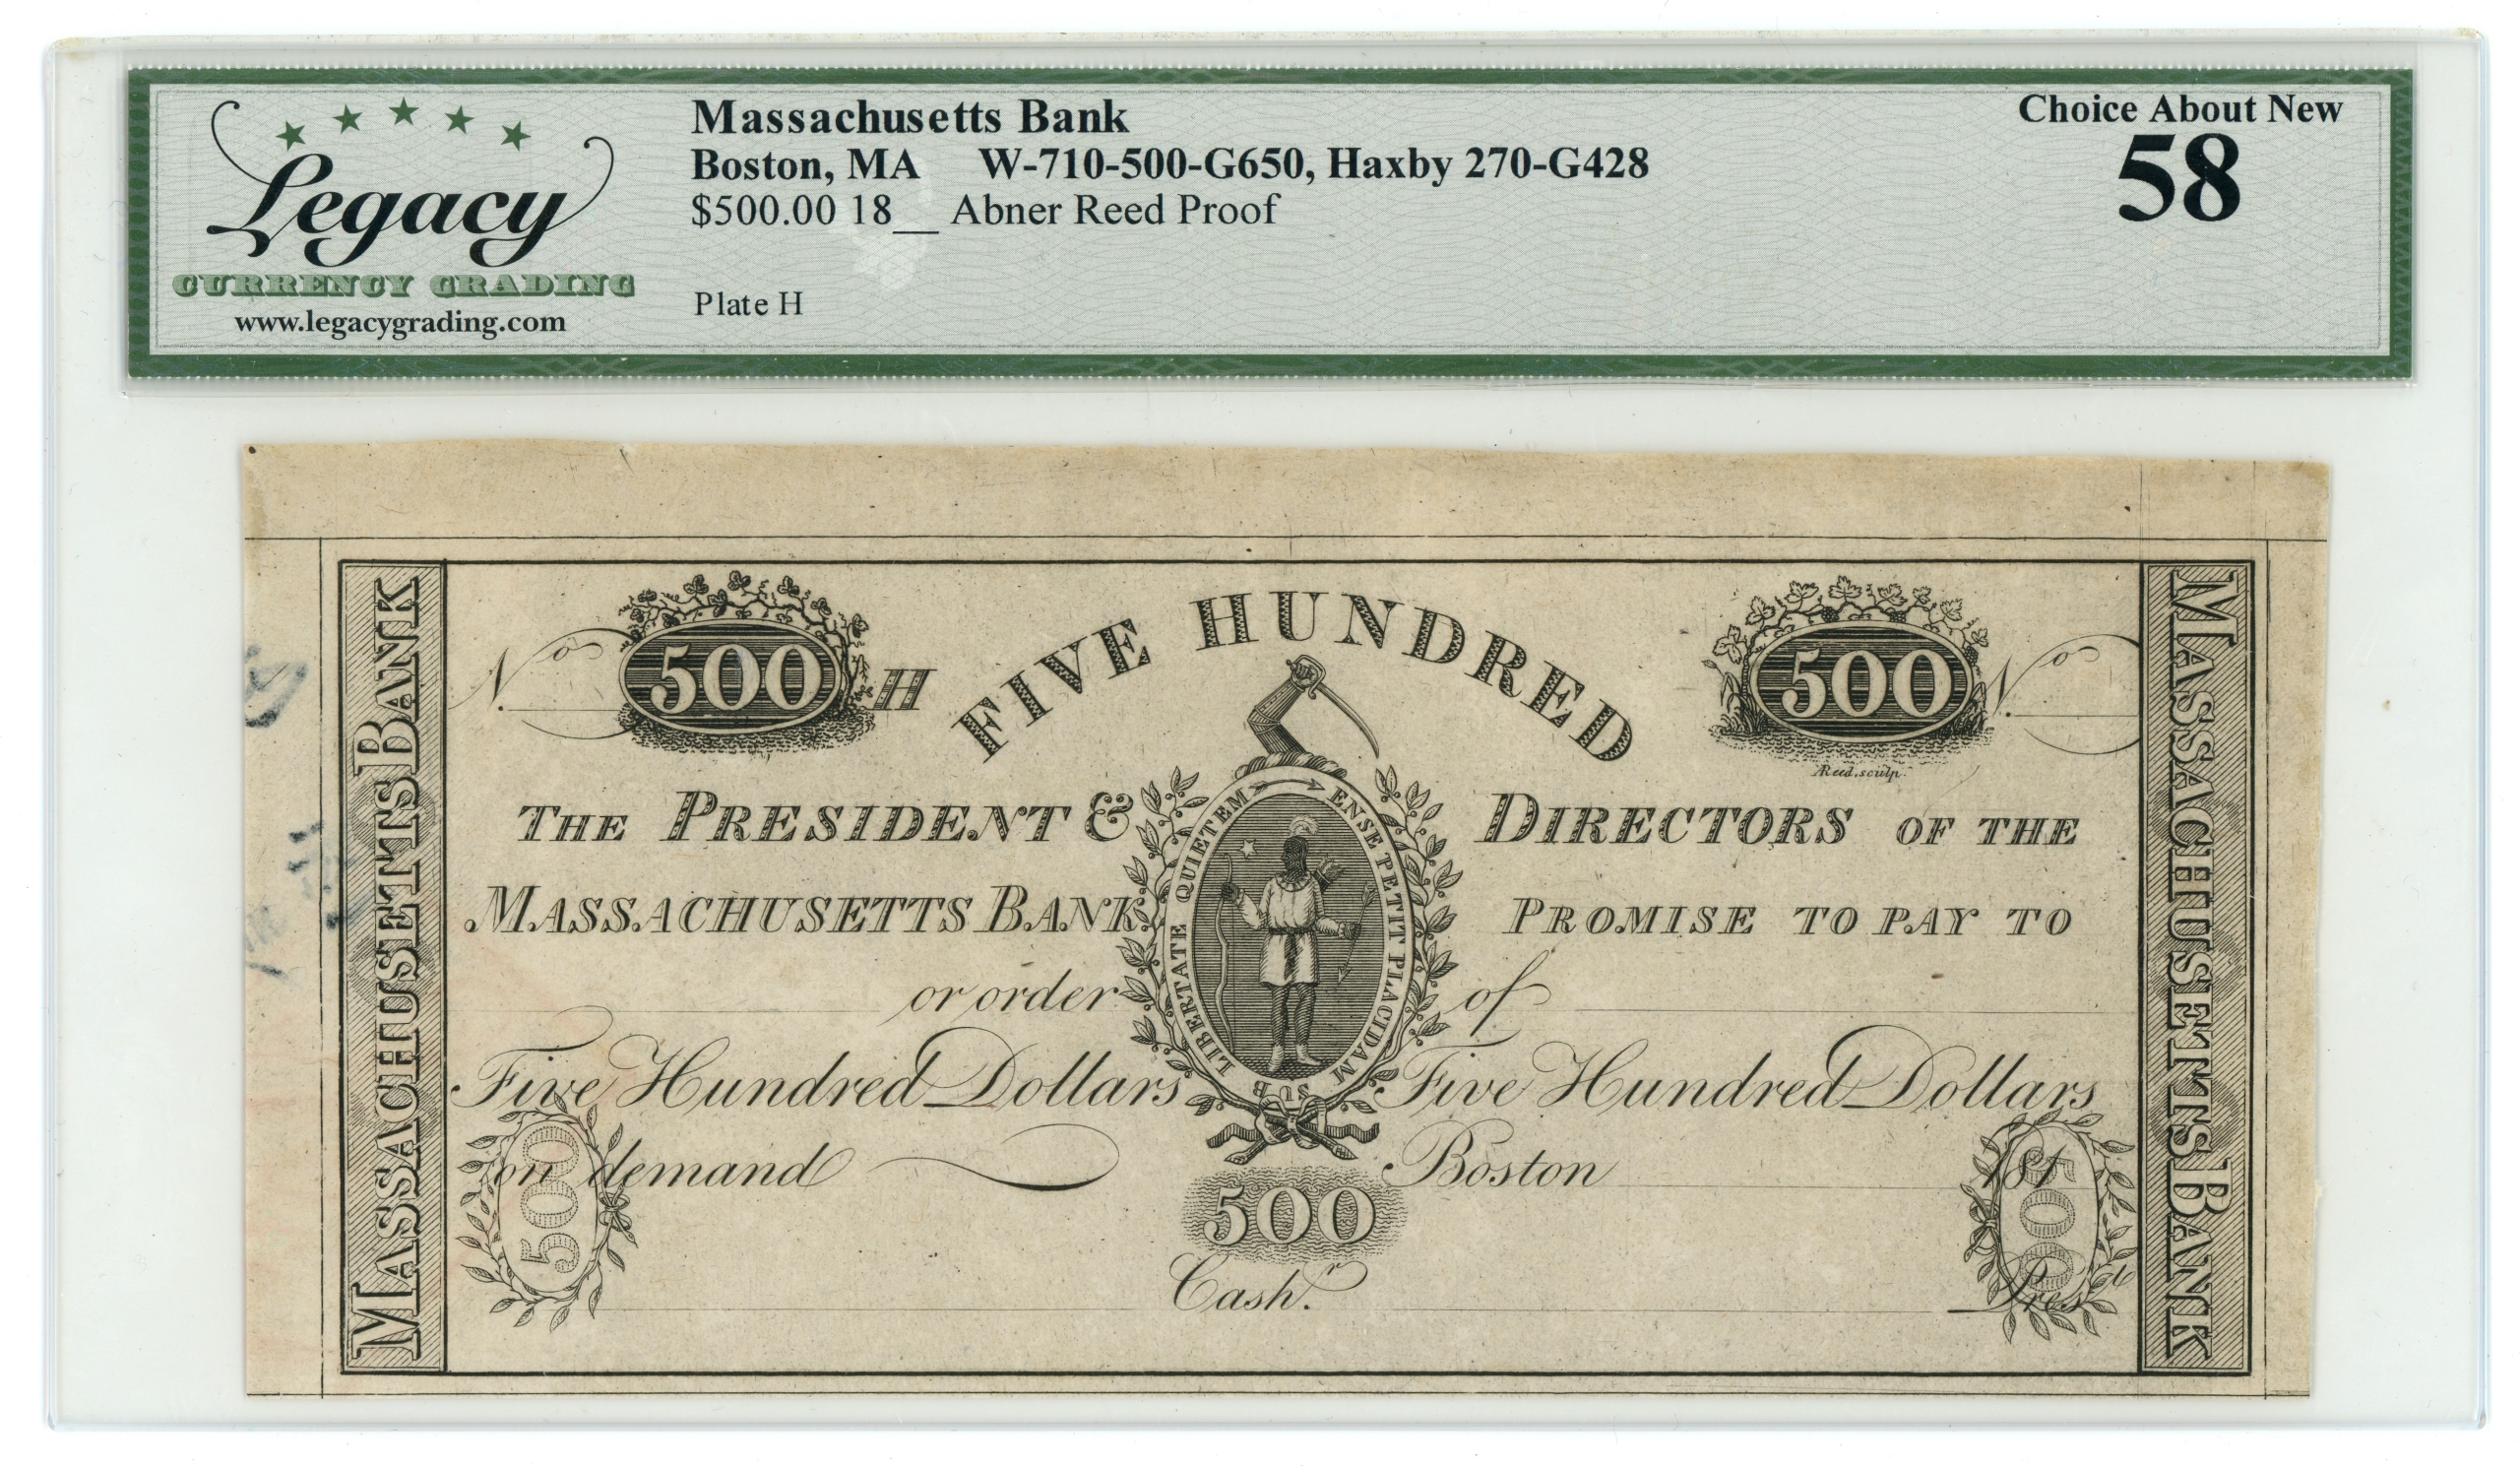 Legacy
CURRENCY GRADING
www.legacygrading.com
Massachusetts Bank
Boston, MA W-710-500-G650, Haxby 270-G428
$500.00 18__ Abner Reed Proof
Plate H
Choice About New
58
MASSACHUSETTS BANK
No.
500
H
FIVE HUNDRED
500
No.
AReed.sculp.
THE PRESIDENT &
DIRECTORS OF THE
MASSACHUSETTS BANK
PROMISE TO PAY TO
or order
of
Five Hundred Dollars
Five Hundred Dollars
on demand
Boston
181
SUB LIBERTATE QUIETEM
ENSE PETIT PLACIDAM
500
500
500
Cash.r
Presdt
MASSACHUSETTS BANK